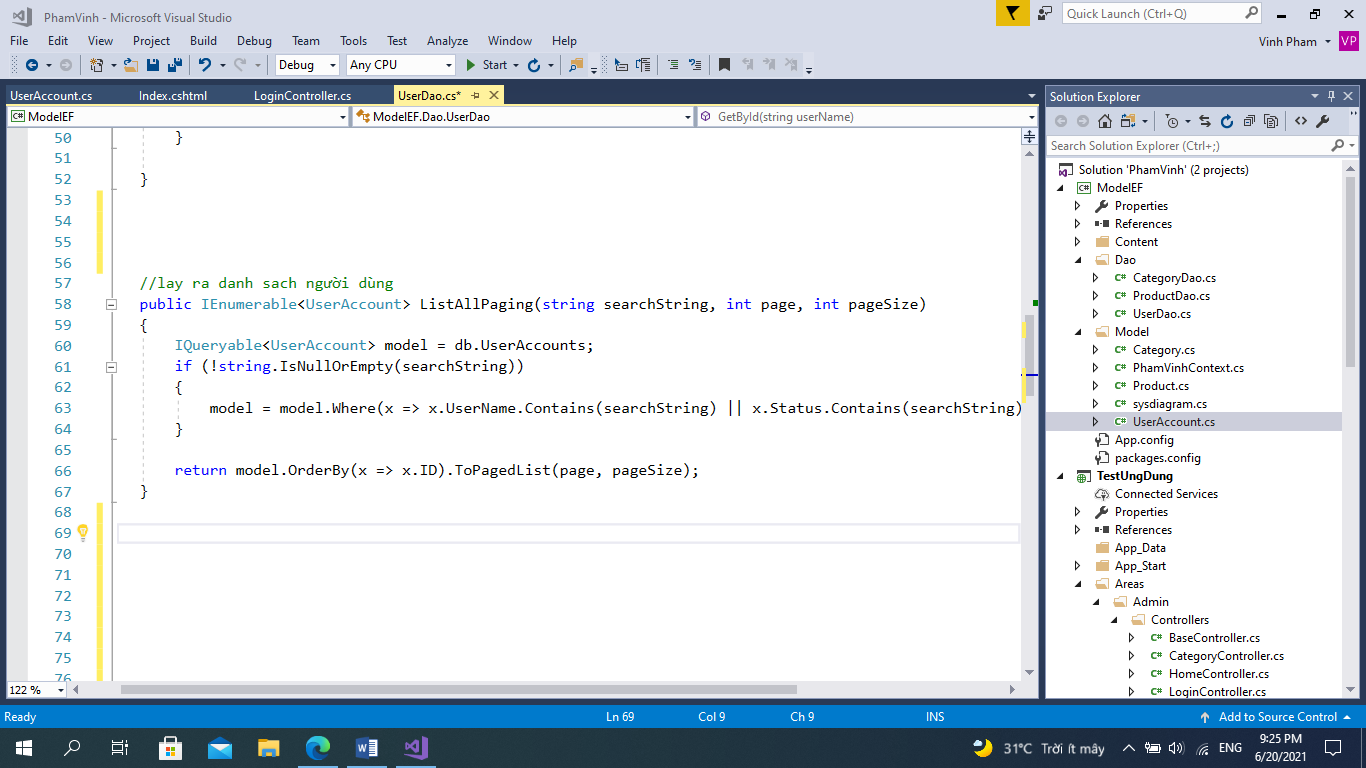 PhamVinh - Microsoft Visual Studio
Quick Launch (Ctrl+Q)
File Edit View Project Build Debug Team Tools Test Analyze Window Help
Vinh Pham VP
Debug Any CPU Start
UserAccount.cs Index.cshtml LoginController.cs UserDao.cs*
ModelEF ModelEF.Dao.UserDao GetById(string userName)
50 }
51
52 }
53
54
55
56
57 //lay ra danh sach người dùng
58 public IEnumerable<UserAccount> ListAllPaging(string searchString, int page, int pageSize)
59 {
60 IQueryable<UserAccount> model = db.UserAccounts;
61 if (!string.IsNullOrEmpty(searchString))
62 {
63 model = model.Where(x => x.UserName.Contains(searchString) || x.Status.Contains(searchString)
64 }
65
66 return model.OrderBy(x => x.ID).ToPagedList(page, pageSize);
67 }
68
69
70
71
72
73
74
75
76
122 %
Solution Explorer
Search Solution Explorer (Ctrl+;)
Solution 'PhamVinh' (2 projects)
C# ModelEF
Properties
References
Content
Dao
C# CategoryDao.cs
C# ProductDao.cs
C# UserDao.cs
Model
C# Category.cs
C# PhamVinhContext.cs
C# Product.cs
C# sysdiagram.cs
C# UserAccount.cs
App.config
packages.config
TestUngDung
Connected Services
Properties
References
App_Data
App_Start
Areas
Admin
Controllers
C# BaseController.cs
C# CategoryController.cs
C# HomeController.cs
C# LoginController.cs
Ready Ln 69 Col 9 Ch 9 INS Add to Source Control
31°C Trời ít mây ENG 9:25 PM
6/20/2021